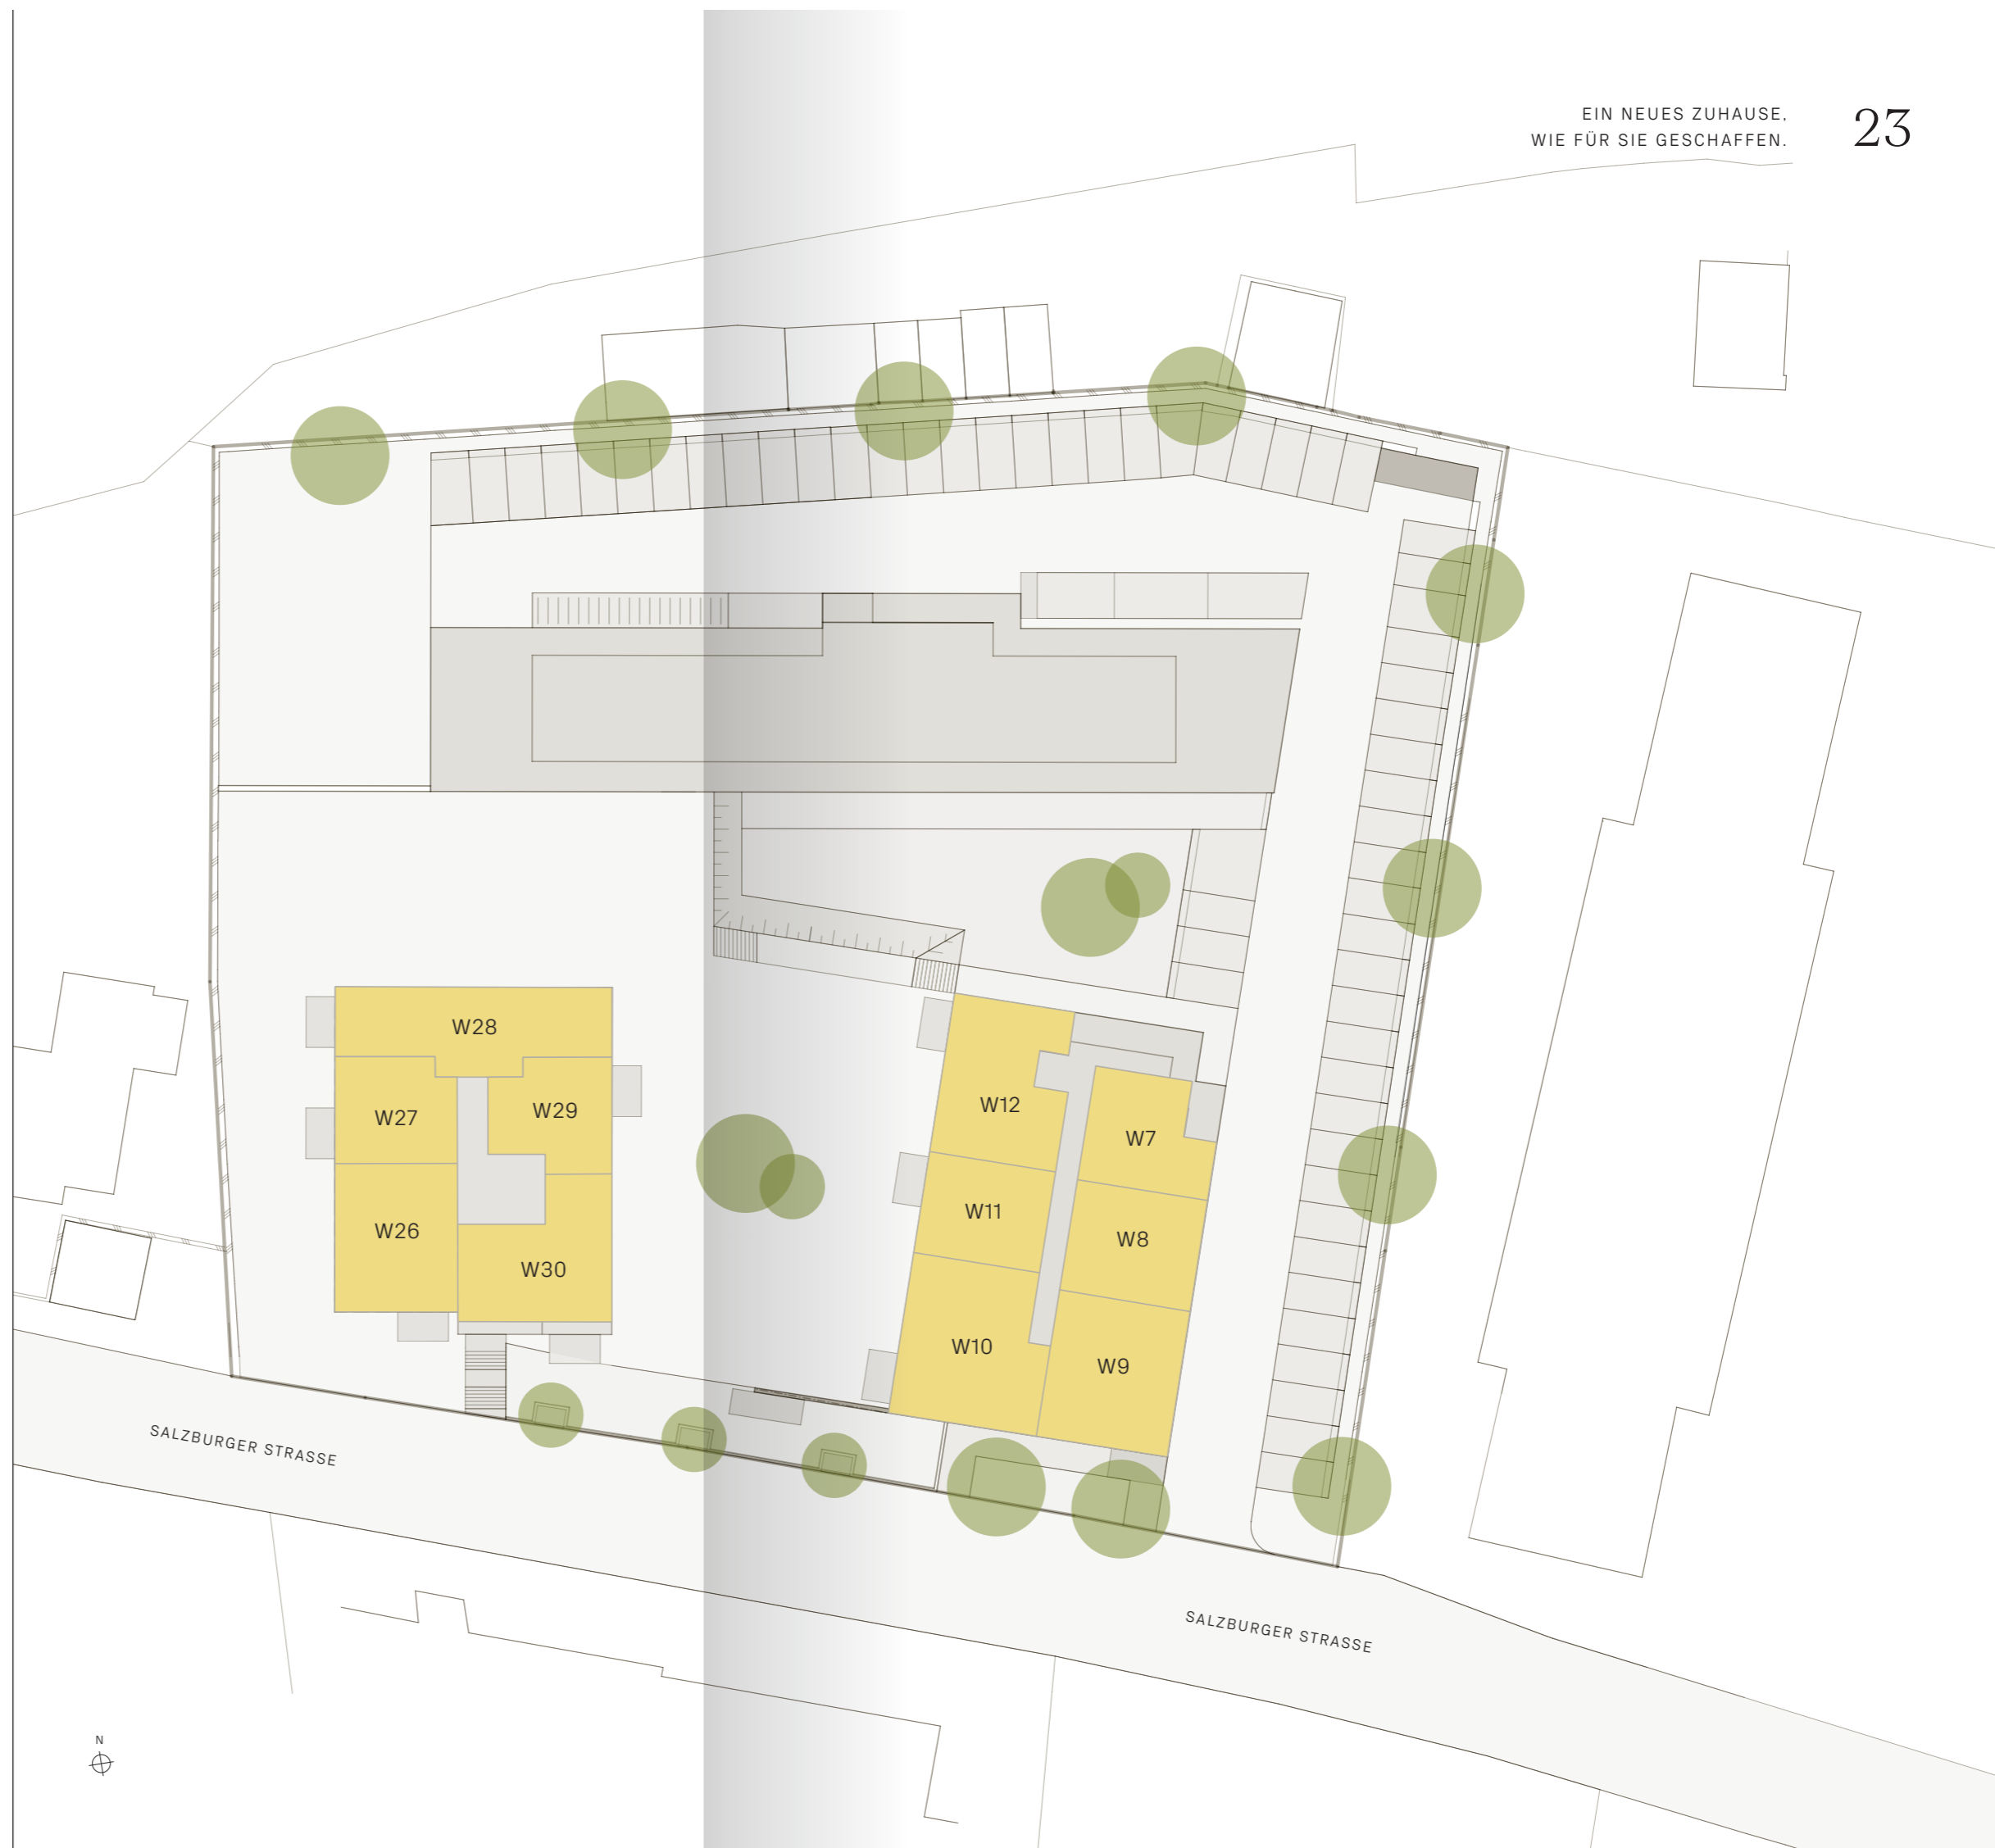 EIN NEUES ZUHAUSE,
WIE FÜR SIE GESCHAFFEN.
23
W28
W27
W29
W26
W30
W12
W7
W11
W8
W10
W9
SALZBURGER STRASSE
SALZBURGER STRASSE
N